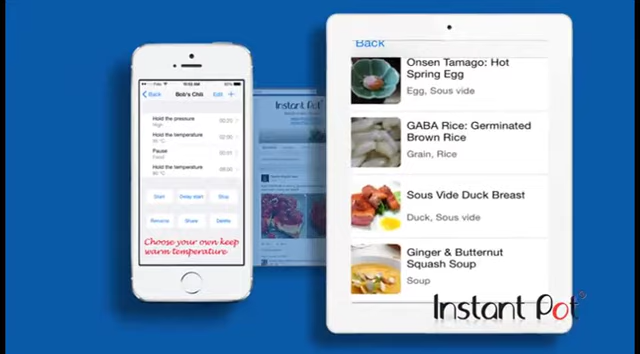 Back
Bob's Chili
Edit +
Hold the pressure
High
Hold the temperature
Pause
Food
Hold the temperature
Start
Delay start
Stop
Rename
Share
Delete
Choose your own keep
warm temperature
Instant Pot
Back
Onsen Tamago: Hot
Spring Egg
Egg, Sous vide
GABA Rice: Germinated
Brown Rice
Grain, Rice
Sous Vide Duck Breast
Duck, Sous vide
Ginger & Butternut
Squash Soup
Soup
Instant Pot